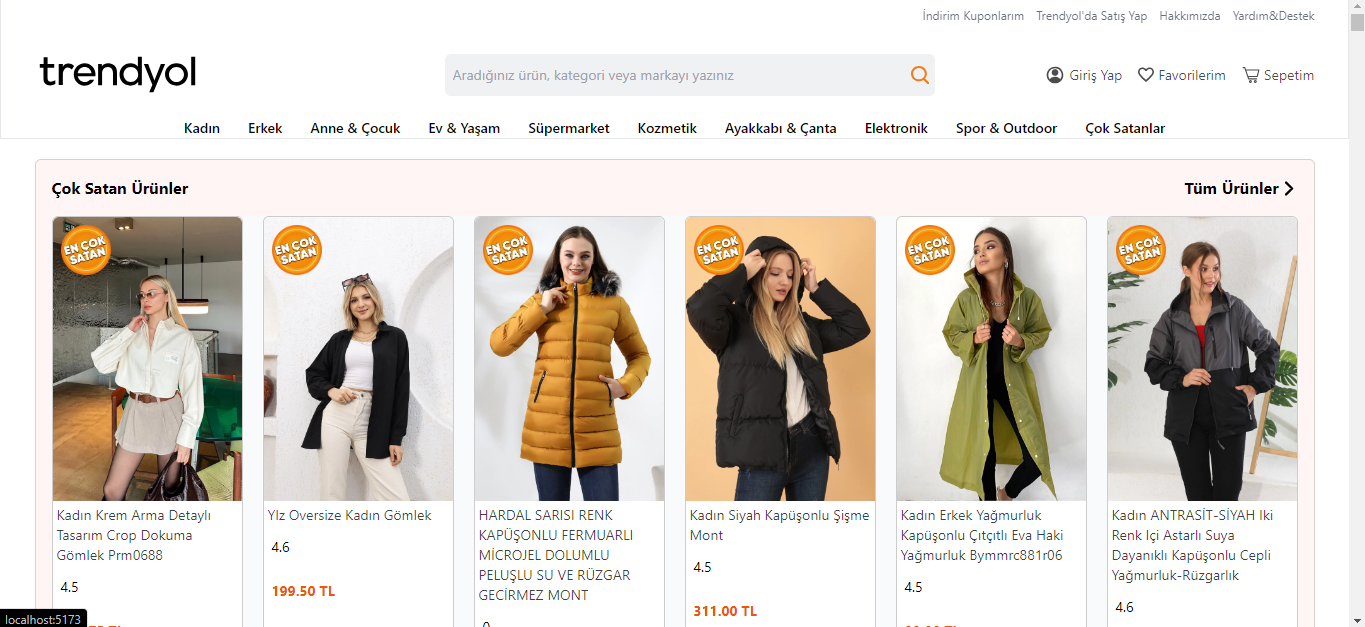 İndirim Kuponlarım Trendyol'da Satış Yap Hakkımızda Yardım&Destek
trendyol
Aradığınız ürün, kategori veya markayı yazınız
Giriş Yap Favorilerim Sepetim
Kadın Erkek Anne & Çocuk Ev & Yaşam Süpermarket Kozmetik Ayakkabı & Çanta Elektronik Spor & Outdoor Çok Satanlar
Çok Satan Ürünler
Tüm Ürünler
EN ÇOK
SATAN
EN ÇOK
SATAN
EN ÇOK
SATAN
EN ÇOK
SATAN
EN ÇOK
SATAN
EN ÇOK
SATAN
Kadın Krem Arma Detaylı
Tasarım Crop Dokuma
Gömlek Prm0688
4.5
Ylz Oversize Kadın Gömlek
4.6
199.50 TL
HARDAL SARISI RENK
KAPÜŞONLU FERMUARLI
MİCROJEL DOLUMLU
PELUŞLU SU VE RÜZGAR
GECİRMEZ MONT
Kadın Siyah Kapüşonlu Şişme
Mont
4.5
311.00 TL
Kadın Erkek Yağmurluk
Kapüşonlu Çıtçıtlı Eva Haki
Yağmurluk Bymmrc881r06
4.5
Kadın ANTRASİT-SİYAH Iki
Renk Içi Astarlı Suya
Dayanıklı Kapüşonlu Cepli
Yağmurluk-Rüzgarlık
4.6
localhost:5173